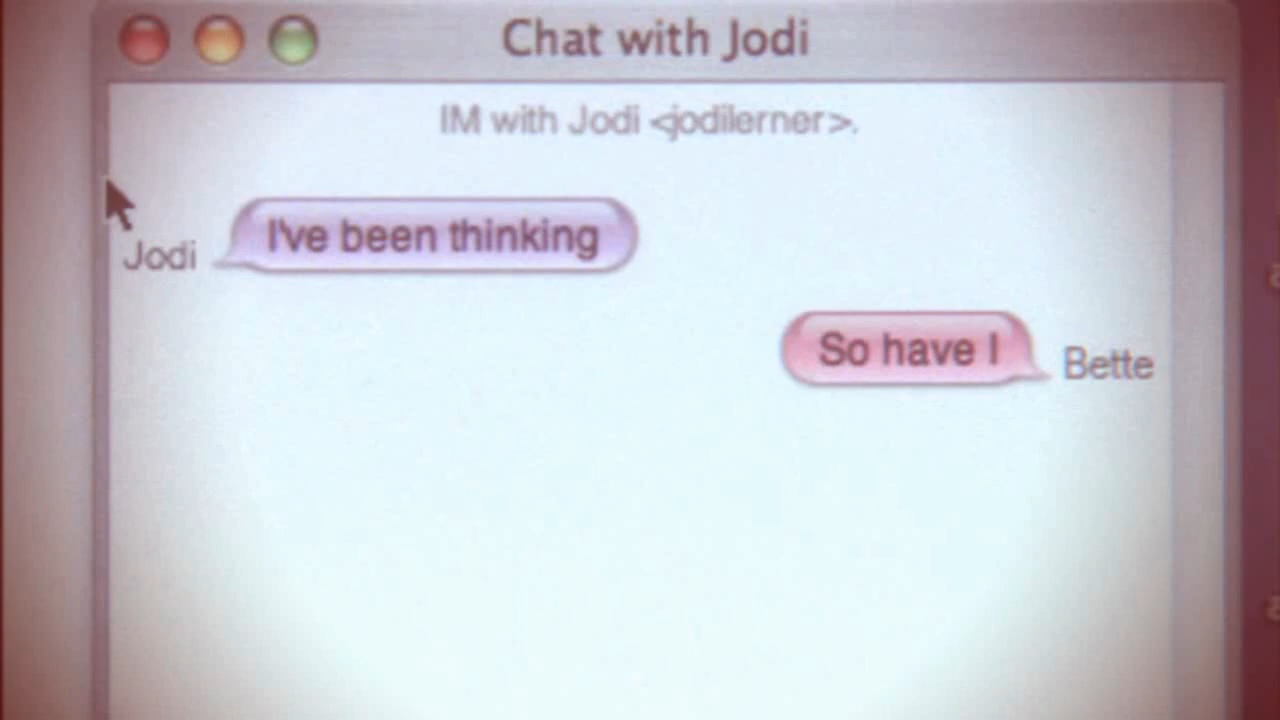 Chat with Jodi
IM with Jodi <jodilerner>.
I've been thinking
Jodi
So have I
Bette